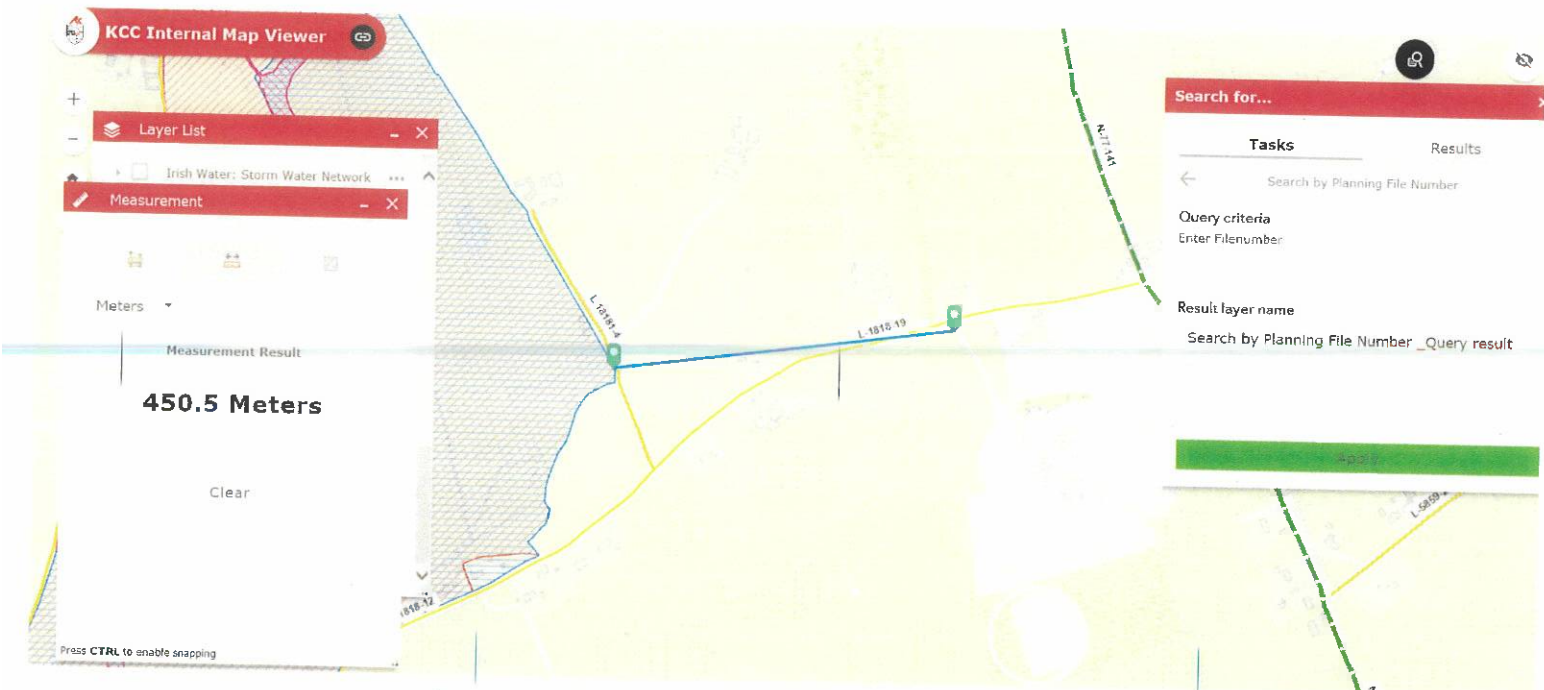 KCC Internal Map Viewer
Layer List
Irish Water: Storm Water Network
Measurement
Meters
Measurement Result
450.5 Meters
Clear
Press CTRL to enable snapping
L 18181-4
L-1818-19
N-77-141
1818-12
Search for...
Tasks
Results
Search by Planning File Number
Query criteria
Enter Filenumber
Result layer name
Search by Planning File Number _Query result
Apply